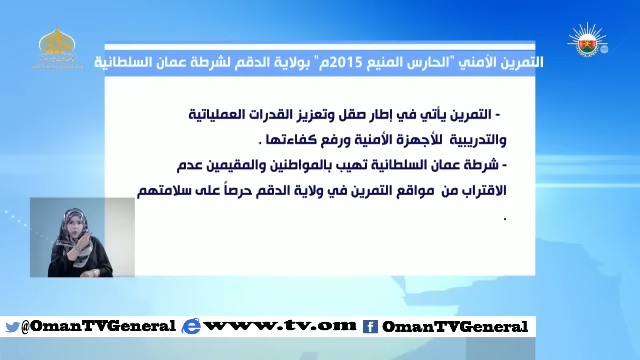 التمرين الأمني "الحارس المنيع 2015م" بولاية الدقم لشرطة عمان السلطانية
- التمرين يأتي في إطار صقل وتعزيز القدرات العملياتية
والتدريبية للأجهزة الأمنية ورفع كفاءتها .
- شرطة عمان السلطانية تهيب بالمواطنين والمقيمين عدم
الاقتراب من مواقع التمرين في ولاية الدقم حرصاً على سلامتهم
.
@OmanTVGeneral www.tv.om OmanTVGeneral